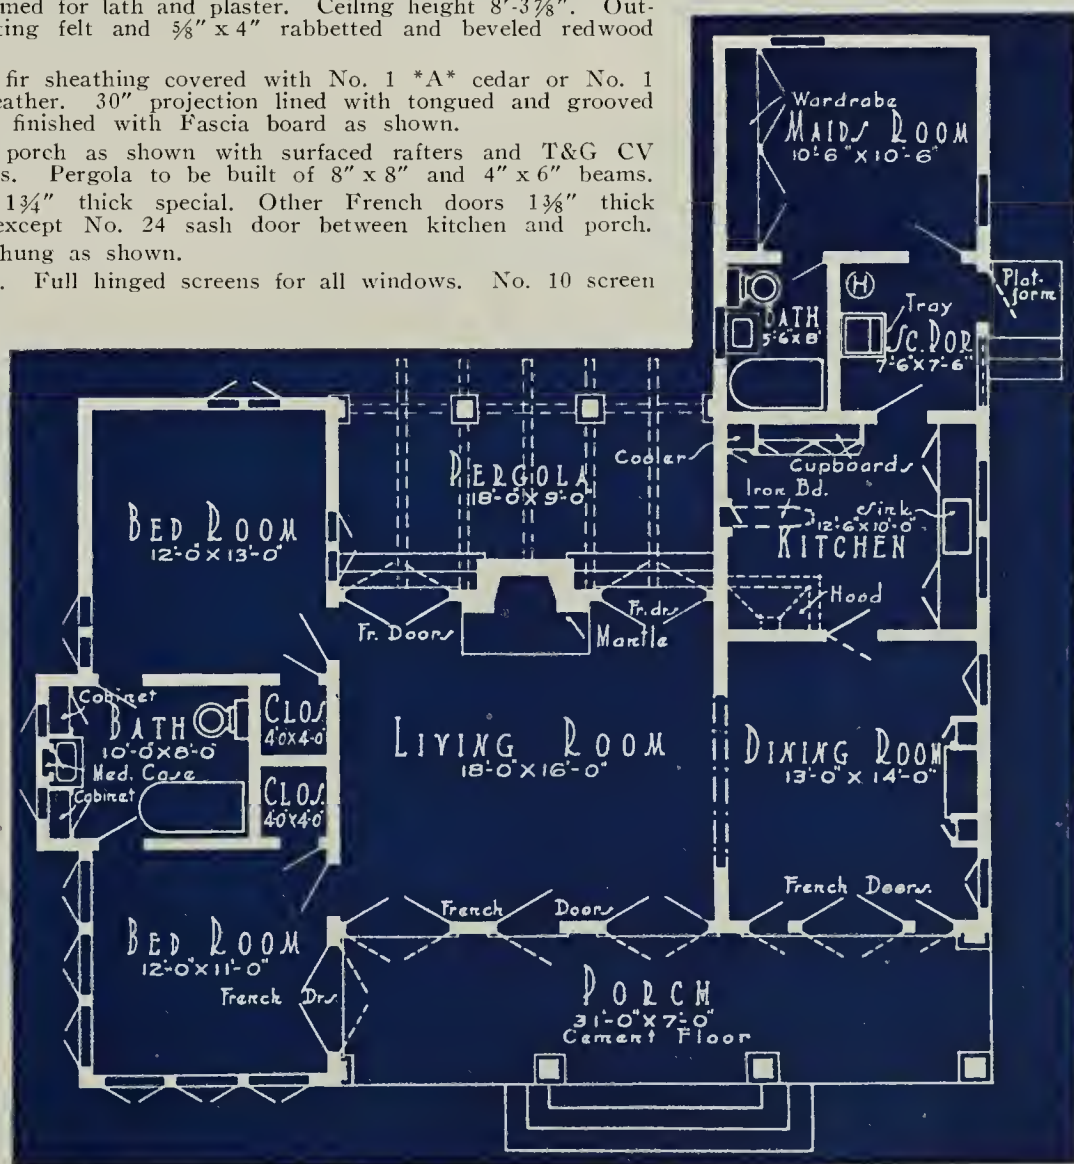 ined for lath and plaster. Ceiling height 8'-3⅞". Out-
ting felt and ⅝" x 4" rabbetted and beveled redwood
fir sheathing covered with No. 1 *A* cedar or No. 1
eather. 30" projection lined with tongued and grooved
finished with Fascia board as shown.
porch as shown with surfaced rafters and T&G CV
s. Pergola to be built of 8" x 8" and 4" x 6" beams.
1¾" thick special. Other French doors 1⅜" thick
except No. 24 sash door between kitchen and porch.
hung as shown.
. Full hinged screens for all windows. No. 10 screen
Wardrabe
MAIDS ROOM
10'-6" X 10'-6"
Plat-
form
H
Tray
BATH
5'-6" X 8'
SC. POR
7'-6" X 7'-6"
Cooler
Cupboards
PERGOLA
18'-0" X 9'-0"
Iron Bd.
Sink
12'-6" X 10'-0"
KITCHEN
BED ROOM
12'-0" X 13'-0"
Hood
Fr. Doors
Fr. drs
Mantle
Cabinet
BATH
10'-0" X 8'-0"
Med. Case
Cabinet
CLOS
4'0" X 4'-0"
CLOS.
4'0" X 4'-0"
LIVING ROOM
18'-0" X 16'-0"
DINING ROOM
13'-0" X 14'-0"
French Doors
French Doors.
BED ROOM
12'-0" X 11'-0"
French Drs.
PORCH
31'-0" X 7'-0"
Cement Floor